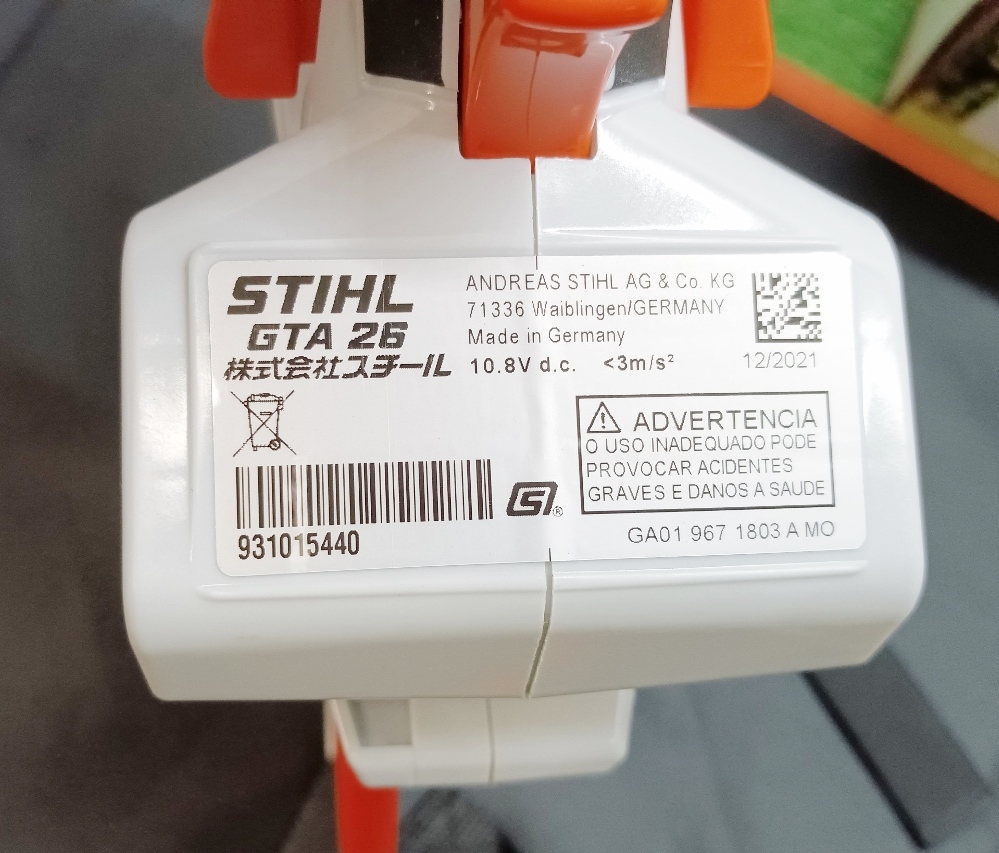 STIHL
GTA 26
株式会社スチール
ANDREAS STIHL AG & Co. KG
71336 Waiblingen/GERMANY
Made in Germany
10.8V d.c. <3m/s²
12/2021
⚠ ADVERTENCIA
O USO INADEQUADO PODE
PROVOCAR ACIDENTES
GRAVES E DANOS A SAUDE
931015440
®
GA01 967 1803 A MO